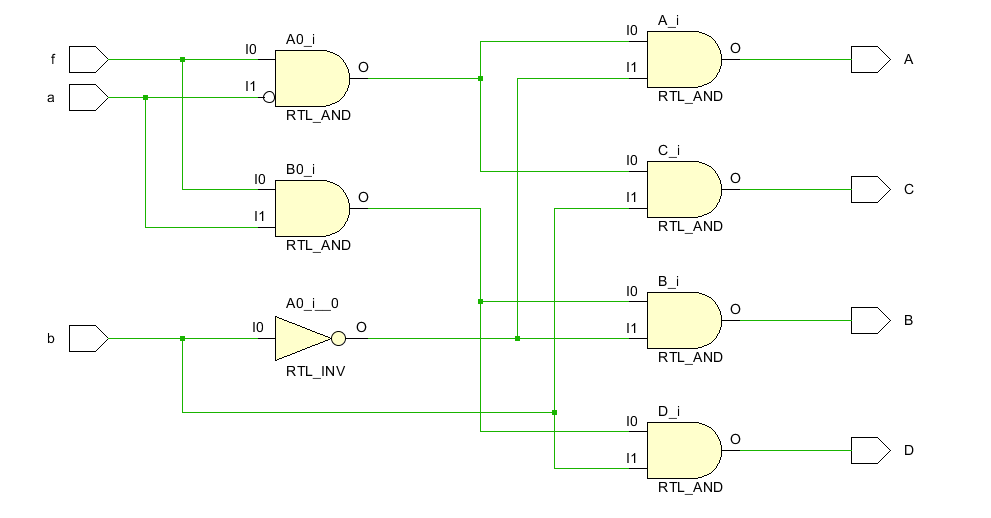 f
a
b
A0_i
I0
I1
O
RTL_AND
B0_i
I0
I1
O
RTL_AND
A0_i__0
I0
O
RTL_INV
A_i
I0
I1
O
RTL_AND
A
C_i
I0
I1
O
RTL_AND
C
B_i
I0
I1
O
RTL_AND
B
D_i
I0
I1
O
RTL_AND
D